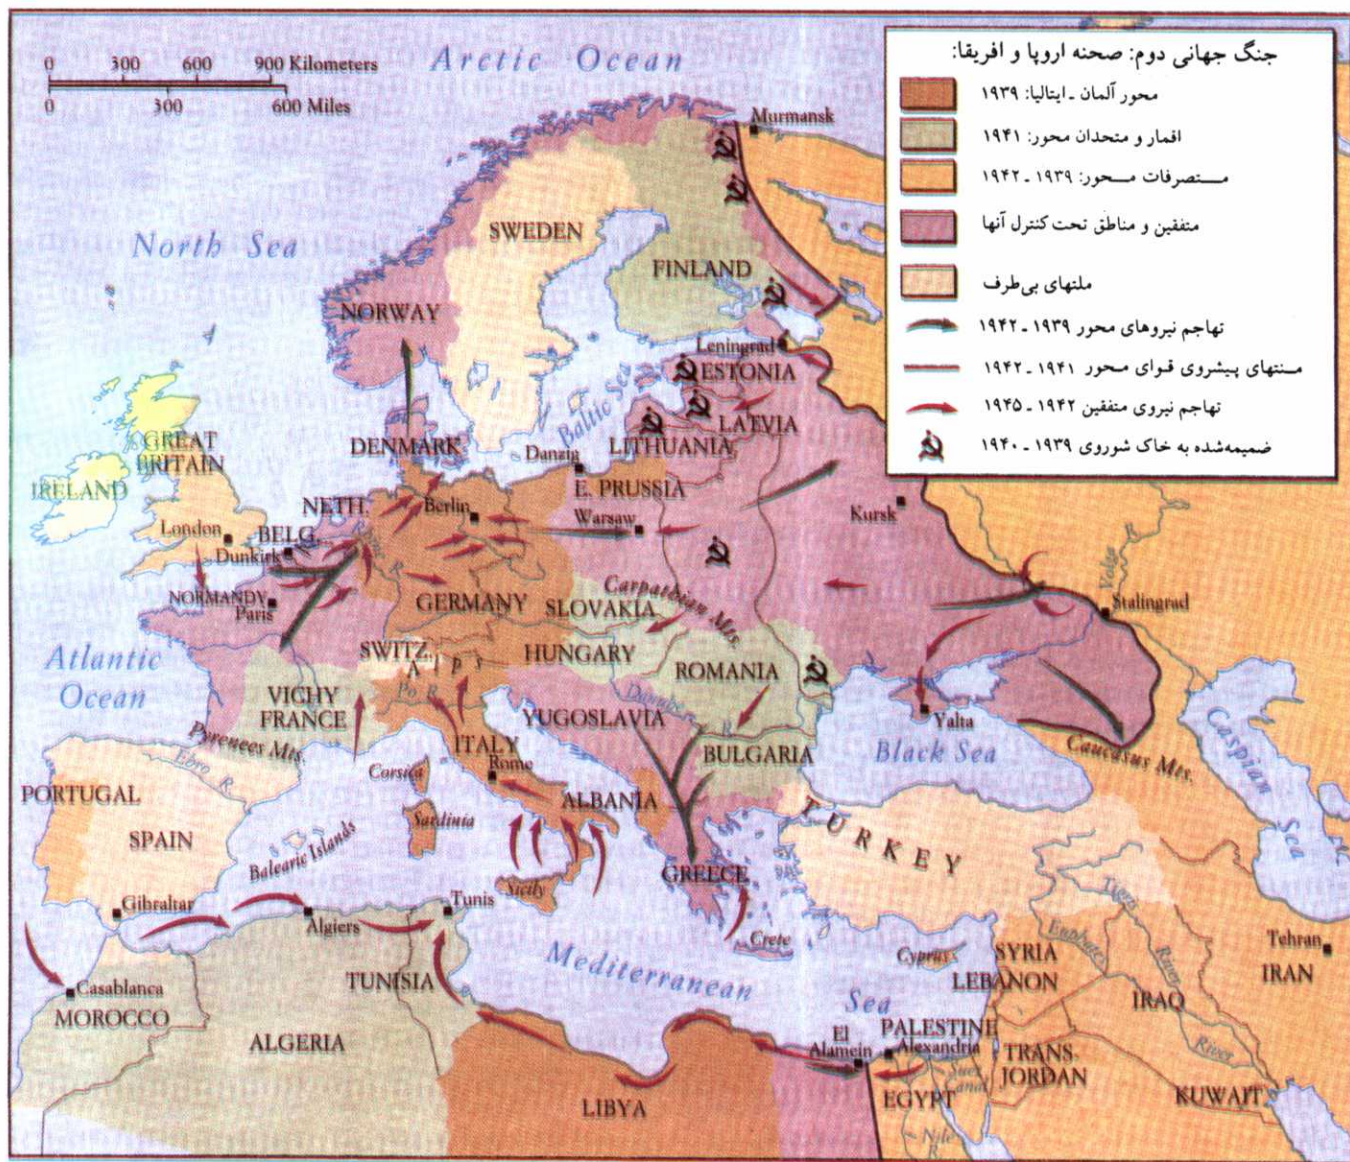 جنگ جهانی دوم: صحنه اروپا و افریقا:
محور آلمان ـ ایتالیا: ۱۹۳۹
اقمار و متحدان محور: ۱۹۴۱
مستصرفات محور: ۱۹۳۹ ـ ۱۹۴۲
متفقین و مناطق تحت کنترل آنها
ملتهای بی‌طرف
تهاجم نیروهای محور ۱۹۳۹ ـ ۱۹۴۲
منتهای پیشروی قوای محور ۱۹۴۱ ـ ۱۹۴۲
تهاجم نیروی متفقین ۱۹۴۲ ـ ۱۹۴۵
ضمیمه‌شده به خاک شوروی ۱۹۳۹ ـ ۱۹۴۰
0 300 600 900 Kilometers
0 300 600 Miles
Arctic Ocean
Murmansk
North Sea
SWEDEN
FINLAND
NORWAY
Leningrad
ESTONIA
Baltic Sea
LATVIA
GREAT
BRITAIN
DENMARK
LITHUANIA
Danzig
IRELAND
E. PRUSSIA
NETH.
Berlin
London
BELG.
Warsaw
Kursk
Dunkirk
Rhine R.
Volga
NORMANDY
Paris
GERMANY
SLOVAKIA
Carpathian Mts.
Stalingrad
Atlantic
Ocean
SWITZ.
Alps
HUNGARY
ROMANIA
VICHY
FRANCE
Po R.
Danube R.
YUGOSLAVIA
Yalta
Pyrenees Mts.
ITALY
BULGARIA
Black Sea
Caucasus Mts.
Caspian Sea
Ebro R.
Corsica
Rome
PORTUGAL
ALBANIA
SPAIN
Sardinia
TURKEY
Balearic Islands
GREECE
Sicily
Gibraltar
Algiers
Tunis
Tigris River
Crete
Cyprus
Euphrates River
SYRIA
LEBANON
Tehran
IRAN
Casablanca
MOROCCO
TUNISIA
Mediterranean Sea
IRAQ
ALGERIA
El
Alamein
PALESTINE
Alexandria
TRANS-
JORDAN
Suez
Canal
EGYPT
KUWAIT
LIBYA
Nile
R.